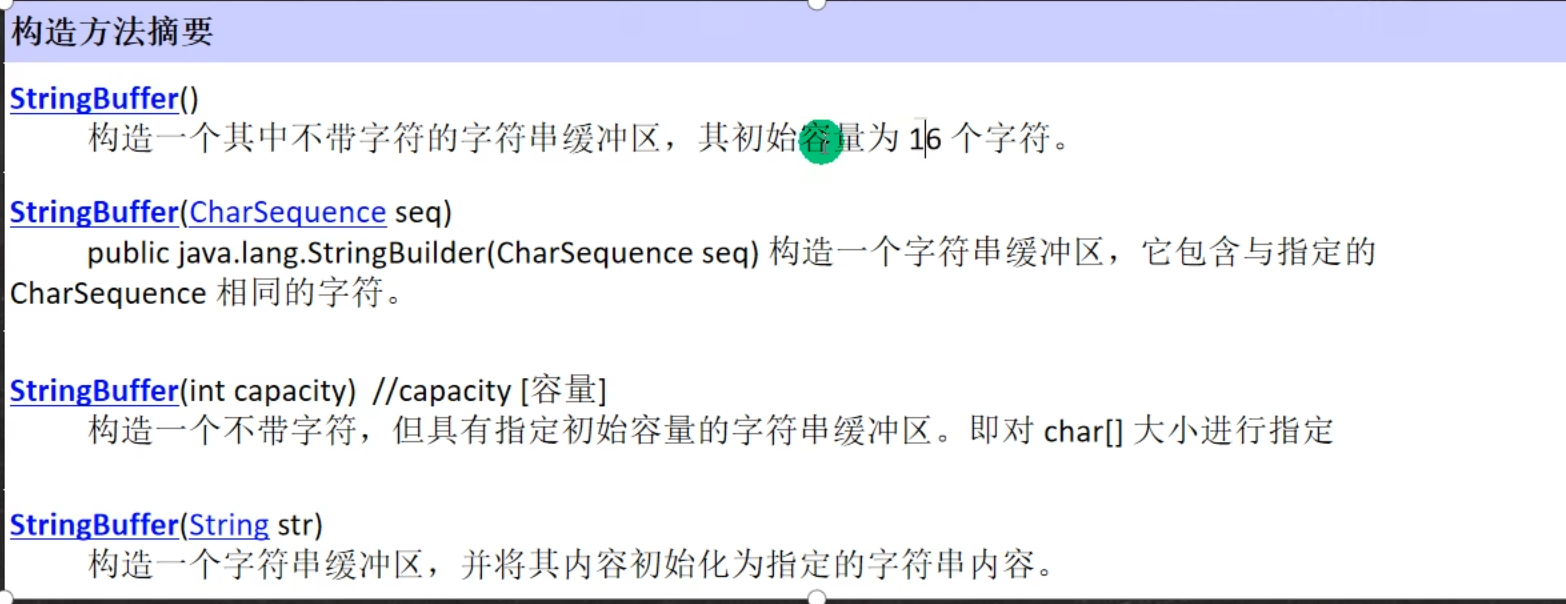 构造方法摘要
StringBuffer()
构造一个其中不带字符的字符串缓冲区，其初始容量为 16 个字符。
StringBuffer(CharSequence seq)
public java.lang.StringBuilder(CharSequence seq) 构造一个字符串缓冲区，它包含与指定的
CharSequence 相同的字符。
StringBuffer(int capacity)  //capacity [容量]
构造一个不带字符，但具有指定初始容量的字符串缓冲区。即对 char[] 大小进行指定
StringBuffer(String str)
构造一个字符串缓冲区，并将其内容初始化为指定的字符串内容。